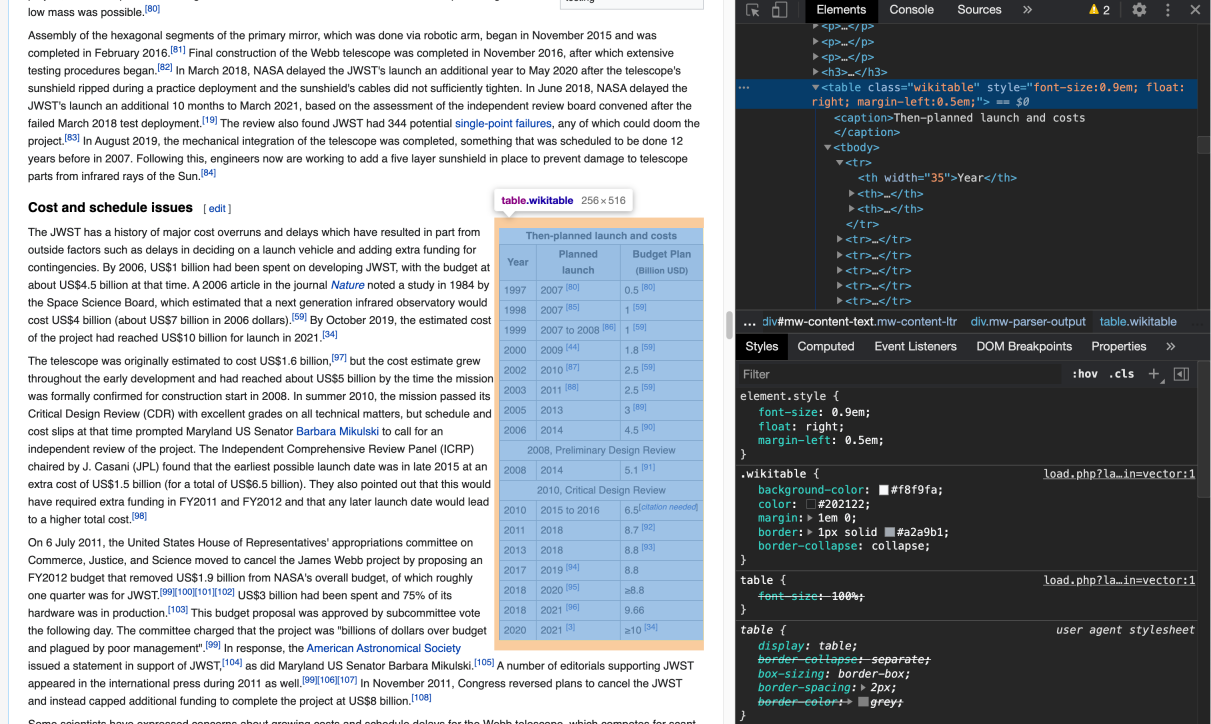 low mass was possible.[80]
testing
Assembly of the hexagonal segments of the primary mirror, which was done via robotic arm, began in November 2015 and was
completed in February 2016.[81] Final construction of the Webb telescope was completed in November 2016, after which extensive
testing procedures began.[82] In March 2018, NASA delayed the JWST's launch an additional year to May 2020 after the telescope's
sunshield ripped during a practice deployment and the sunshield's cables did not sufficiently tighten. In June 2018, NASA delayed the
JWST's launch an additional 10 months to March 2021, based on the assessment of the independent review board convened after the
failed March 2018 test deployment.[19] The review also found JWST had 344 potential single-point failures, any of which could doom the
project.[83] In August 2019, the mechanical integration of the telescope was completed, something that was scheduled to be done 12
years before in 2007. Following this, engineers now are working to add a five layer sunshield in place to prevent damage to telescope
parts from infrared rays of the Sun.[84]
Cost and schedule issues [ edit ]
The JWST has a history of major cost overruns and delays which have resulted in part from
outside factors such as delays in deciding on a launch vehicle and adding extra funding for
contingencies. By 2006, US$1 billion had been spent on developing JWST, with the budget at
about US$4.5 billion at that time. A 2006 article in the journal Nature noted a study in 1984 by
the Space Science Board, which estimated that a next generation infrared observatory would
cost US$4 billion (about US$7 billion in 2006 dollars).[59] By October 2019, the estimated cost
of the project had reached US$10 billion for launch in 2021.[34]
The telescope was originally estimated to cost US$1.6 billion,[97] but the cost estimate grew
throughout the early development and had reached about US$5 billion by the time the mission
was formally confirmed for construction start in 2008. In summer 2010, the mission passed its
Critical Design Review (CDR) with excellent grades on all technical matters, but schedule and
cost slips at that time prompted Maryland US Senator Barbara Mikulski to call for an
independent review of the project. The Independent Comprehensive Review Panel (ICRP)
chaired by J. Casani (JPL) found that the earliest possible launch date was in late 2015 at an
extra cost of US$1.5 billion (for a total of US$6.5 billion). They also pointed out that this would
have required extra funding in FY2011 and FY2012 and that any later launch date would lead
to a higher total cost.[98]
On 6 July 2011, the United States House of Representatives' appropriations committee on
Commerce, Justice, and Science moved to cancel the James Webb project by proposing an
FY2012 budget that removed US$1.9 billion from NASA's overall budget, of which roughly
one quarter was for JWST.[99][100][101][102] US$3 billion had been spent and 75% of its
hardware was in production.[103] This budget proposal was approved by subcommittee vote
the following day. The committee charged that the project was "billions of dollars over budget
and plagued by poor management".[99] In response, the American Astronomical Society
issued a statement in support of JWST,[104] as did Maryland US Senator Barbara Mikulski.[105] A number of editorials supporting JWST
appeared in the international press during 2011 as well.[99][106][107] In November 2011, Congress reversed plans to cancel the JWST
and instead capped additional funding to complete the project at US$8 billion.[108]
Some scientists have expressed concerns about growing costs and schedule delays for the Webb telescope, which competes for scant
table.wikitable 256×516
Then-planned launch and costs
Year Planned launch Budget Plan (Billion USD)
1997 2007 [80] 0.5 [80]
1998 2007 [85] 1 [59]
1999 2007 to 2008 [86] 1 [59]
2000 2009 [44] 1.8 [59]
2002 2010 [87] 2.5 [59]
2003 2011 [88] 2.5 [59]
2005 2013 3 [89]
2006 2014 4.5 [90]
2008, Preliminary Design Review
2008 2014 5.1 [91]
2010, Critical Design Review
2010 2015 to 2016 6.5[citation needed]
2011 2018 8.7 [92]
2013 2018 8.8 [93]
2017 2019 [94] 8.8
2018 2020 [95] ≥8.8
2018 2021 [96] 9.66
2020 2021 [3] ≥10 [34]
Elements Console Sources » 2
<p>…</p>
<p>…</p>
<p>…</p>
<h3>…</h3>
… <table class="wikitable" style="font-size:0.9em; float:
right; margin-left:0.5em;"> == $0
<caption>Then-planned launch and costs
</caption>
<tbody>
<tr>
<th width="35">Year</th>
<th>…</th>
<th>…</th>
</tr>
<tr>…</tr>
<tr>…</tr>
<tr>…</tr>
<tr>…</tr>
<tr>…</tr>
… div#mw-content-text.mw-content-ltr div.mw-parser-output table.wikitable
Styles Computed Event Listeners DOM Breakpoints Properties »
Filter :hov .cls +
element.style {
font-size: 0.9em;
float: right;
margin-left: 0.5em;
}
.wikitable { load.php?la…in=vector:1
background-color: #f8f9fa;
color: #202122;
margin: 1em 0;
border: 1px solid #a2a9b1;
border-collapse: collapse;
}
table { load.php?la…in=vector:1
font-size: 100%;
}
table { user agent stylesheet
display: table;
border-collapse: separate;
box-sizing: border-box;
border-spacing: 2px;
border-color: grey;
}